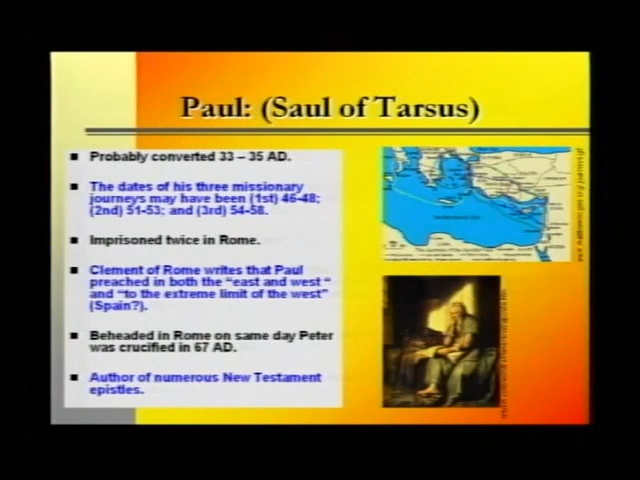 Paul: (Saul of Tarsus)
Probably converted 33 – 35 AD.
The dates of his three missionary
journeys may have been (1st) 46-48;
(2nd) 51-53; and (3rd) 54-58.
Imprisoned twice in Rome.
Clement of Rome writes that Paul
preached in both the "east and west "
and "to the extreme limit of the west"
(Spain?).
Beheaded in Rome on same day Peter
was crucified in 67 AD.
Author of numerous New Testament
epistles.